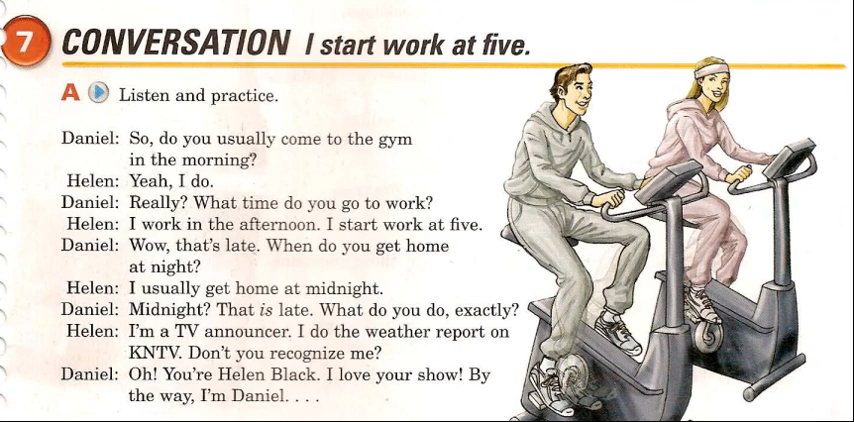 7 CONVERSATION I start work at five.
A Listen and practice.
Daniel: So, do you usually come to the gym
in the morning?
Helen: Yeah, I do.
Daniel: Really? What time do you go to work?
Helen: I work in the afternoon. I start work at five.
Daniel: Wow, that's late. When do you get home
at night?
Helen: I usually get home at midnight.
Daniel: Midnight? That is late. What do you do, exactly?
Helen: I'm a TV announcer. I do the weather report on
KNTV. Don't you recognize me?
Daniel: Oh! You're Helen Black. I love your show! By
the way, I'm Daniel. . . .